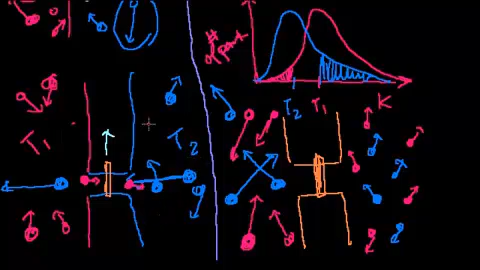 # of part
T₂ T₁ K
T₁ T₂